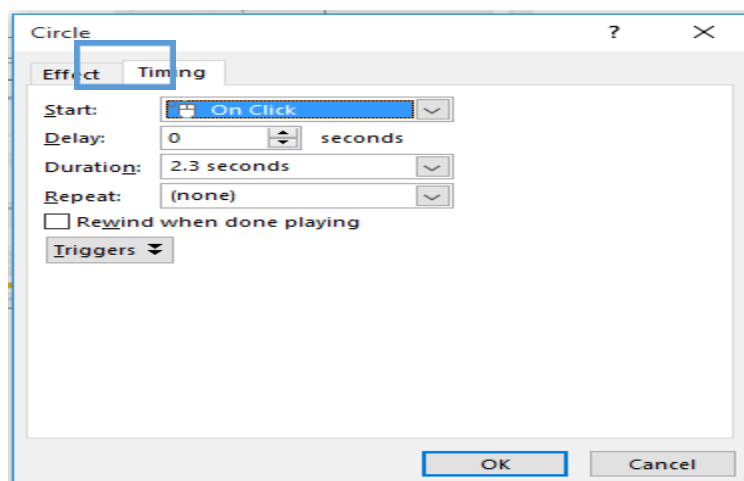 Circle ? ×
Effect Timing
Start: On Click
Delay: 0 seconds
Duration: 2.3 seconds
Repeat: (none)
Rewind when done playing
Triggers
OK Cancel